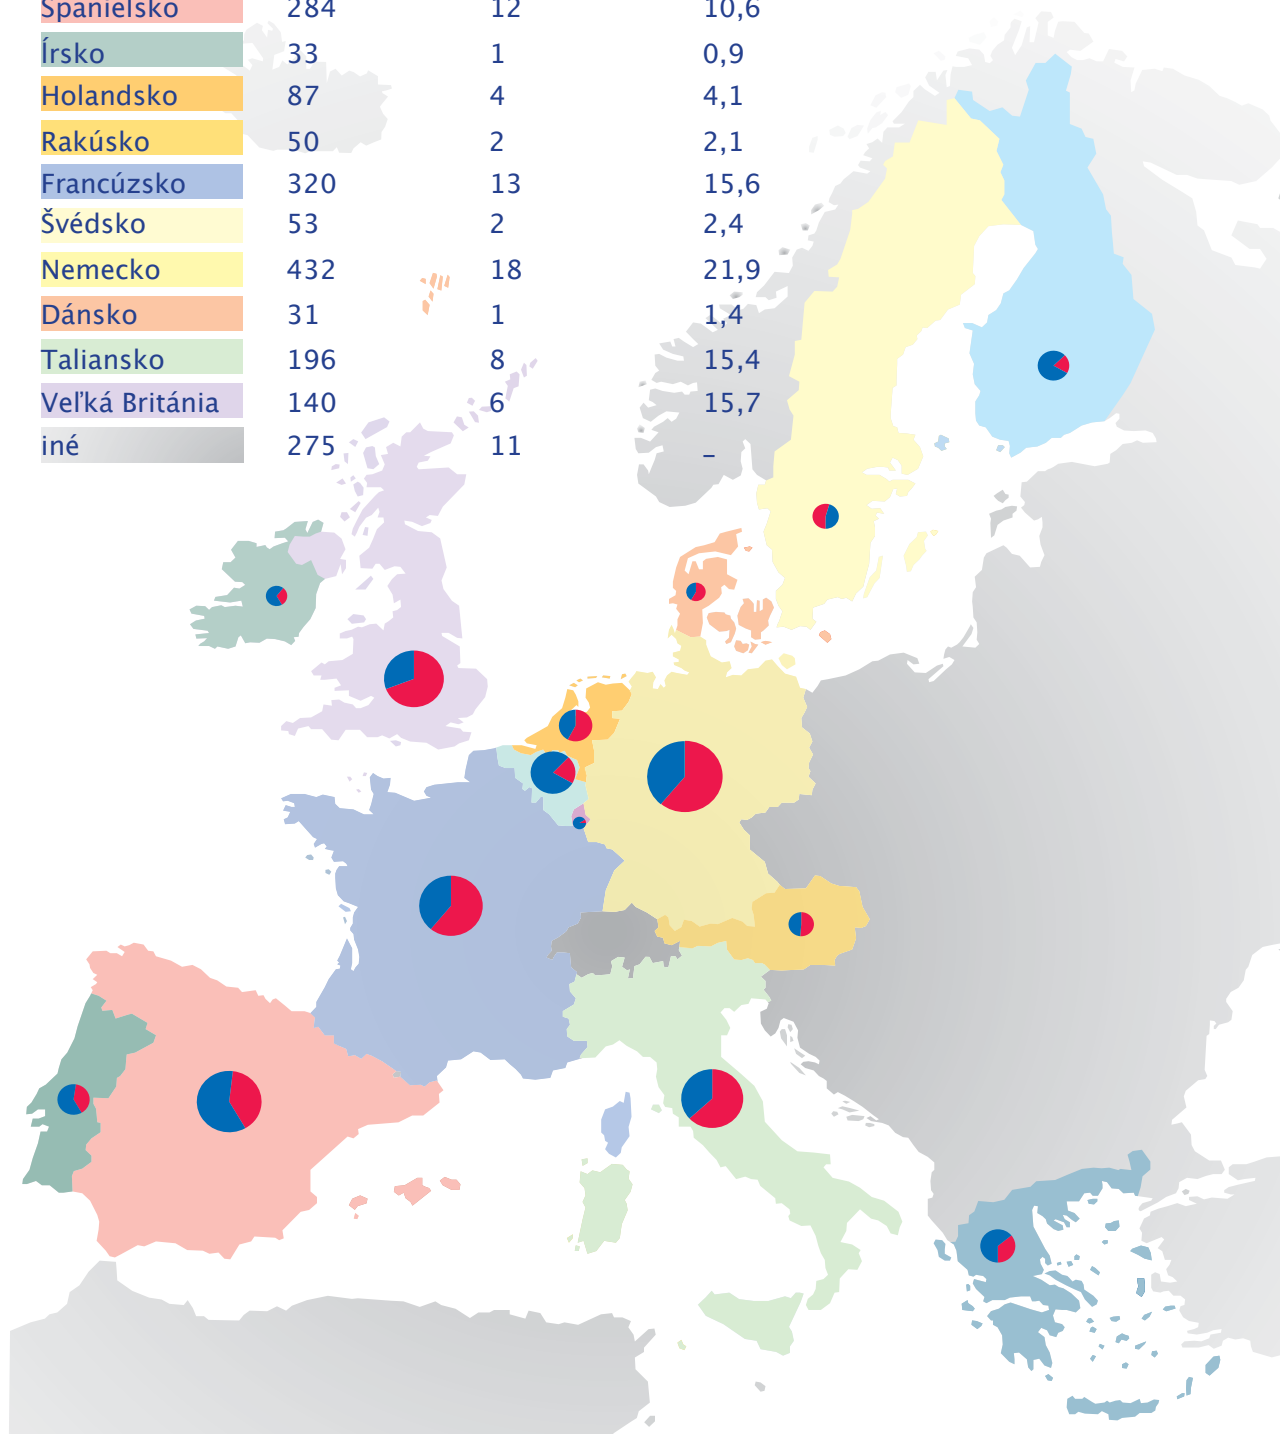 Španielsko 284 12 10,6
Írsko 33 1 0,9
Holandsko 87 4 4,1
Rakúsko 50 2 2,1
Francúzsko 320 13 15,6
Švédsko 53 2 2,4
Nemecko 432 18 21,9
Dánsko 31 1 1,4
Taliansko 196 8 15,4
Veľká Británia 140 6 15,7
iné 275 11 –